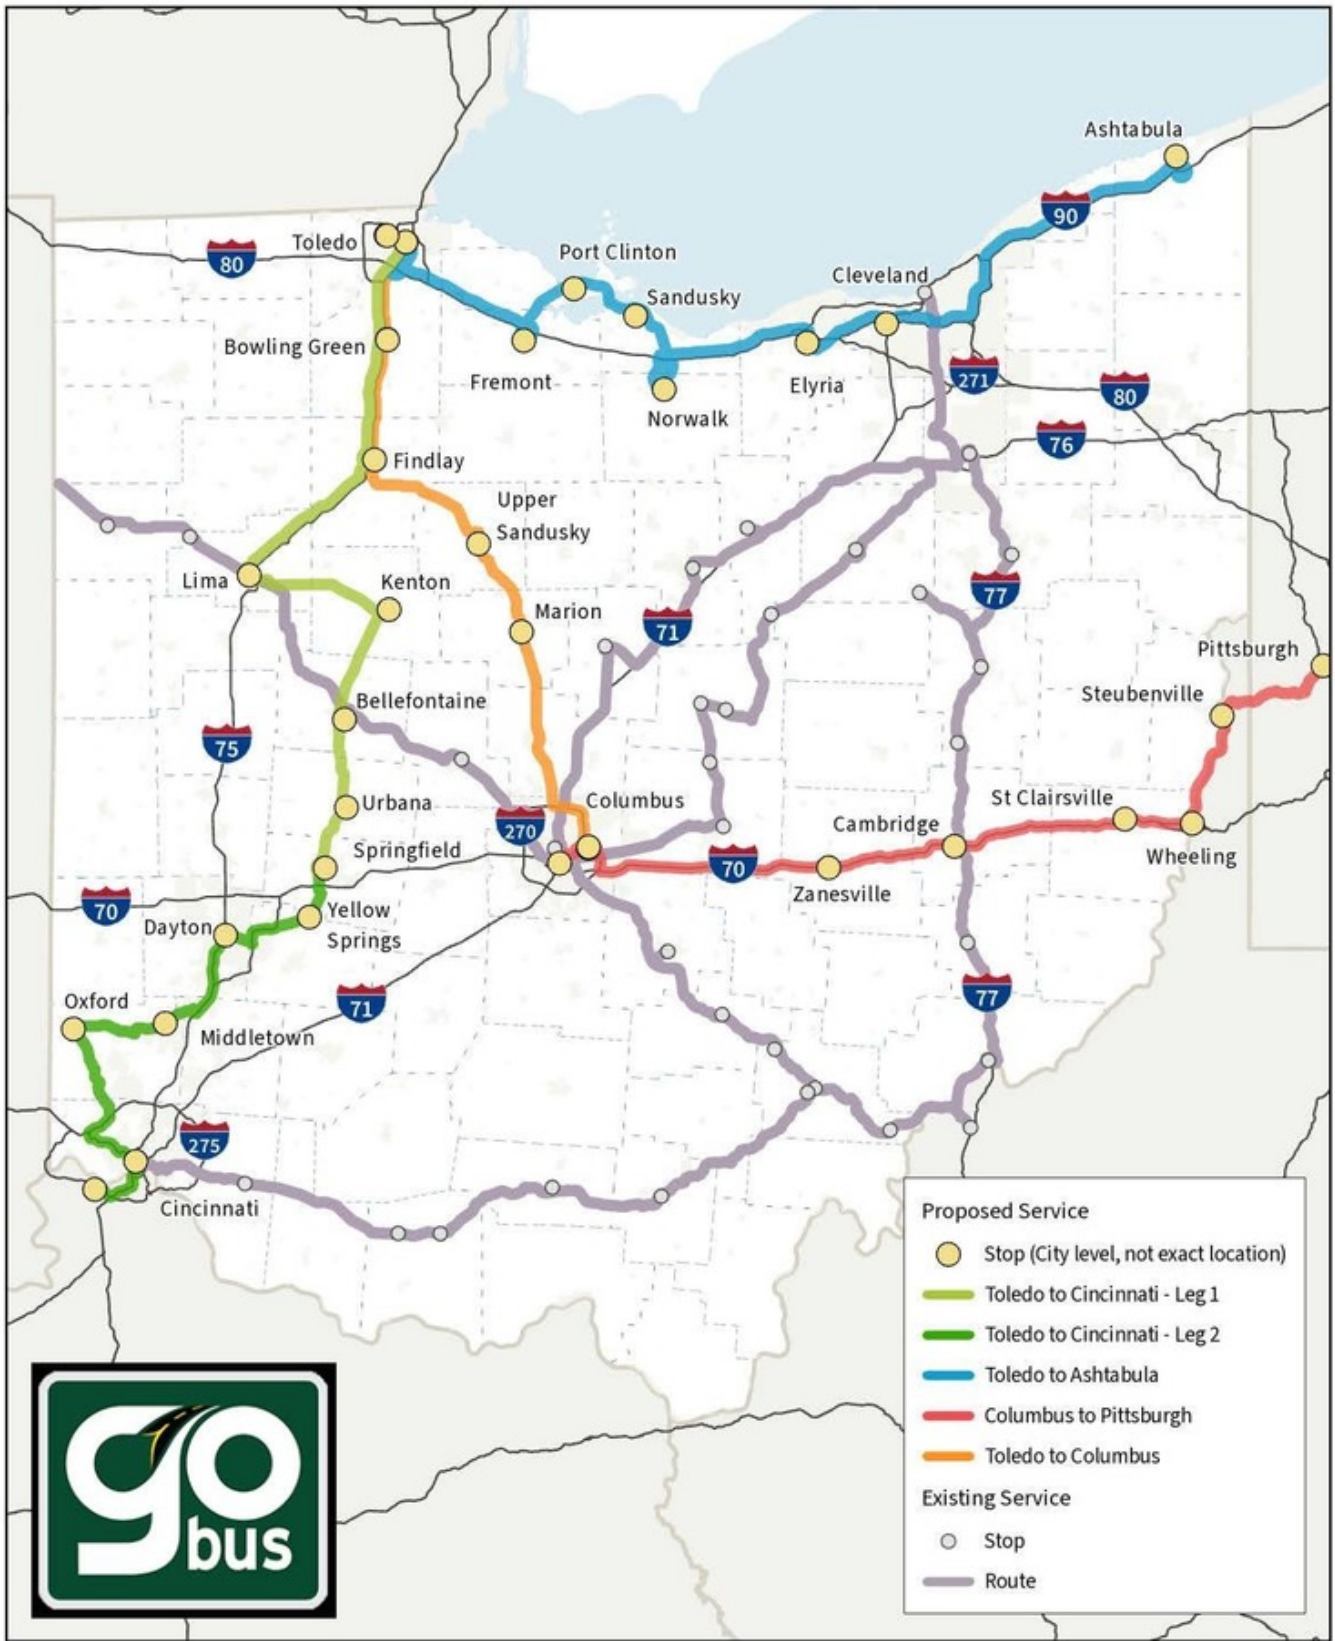 Ashtabula
90
Toledo
80
Port Clinton
Sandusky
Cleveland
Bowling Green
Fremont
Norwalk
Elyria
271
80
76
Findlay
Upper
Sandusky
Lima
Kenton
Marion
71
77
Pittsburgh
Steubenville
Bellefontaine
75
Urbana
Columbus
270
St Clairsville
Cambridge
Springfield
70
Zanesville
Wheeling
70
Dayton
Yellow
Springs
Oxford
71
77
Middletown
275
Cincinnati
Proposed Service
Stop (City level, not exact location)
Toledo to Cincinnati - Leg 1
Toledo to Cincinnati - Leg 2
Toledo to Ashtabula
Columbus to Pittsburgh
Toledo to Columbus
Existing Service
Stop
Route
go
bus